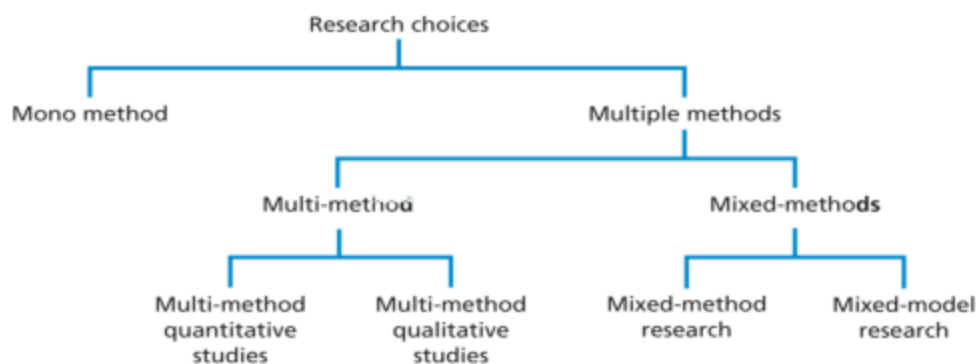 Research choices
Mono method
Multiple methods
Multi-method
Mixed-methods
Multi-method
quantitative
studies
Multi-method
qualitative
studies
Mixed-method
research
Mixed-model
research